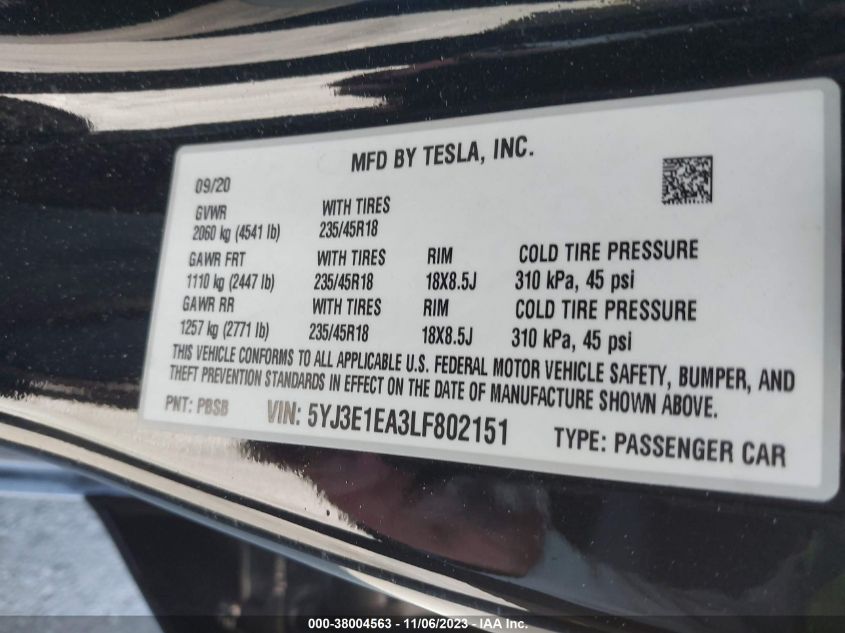 MFD BY TESLA, INC.
09/20
GVWR WITH TIRES
2060 kg (4541 lb) 235/45R18
GAWR FRT WITH TIRES RIM COLD TIRE PRESSURE
1110 kg (2447 lb) 235/45R18 18X8.5J 310 kPa, 45 psi
GAWR RR WITH TIRES RIM COLD TIRE PRESSURE
1257 kg (2771 lb) 235/45R18 18X8.5J 310 kPa, 45 psi
THIS VEHICLE CONFORMS TO ALL APPLICABLE U.S. FEDERAL MOTOR VEHICLE SAFETY, BUMPER, AND
THEFT PREVENTION STANDARDS IN EFFECT ON THE DATE OF MANUFACTURE SHOWN ABOVE.
PNT: PBSB VIN: 5YJ3E1EA3LF802151 TYPE: PASSENGER CAR
000-38004563 - 11/06/2023 - IAA Inc.